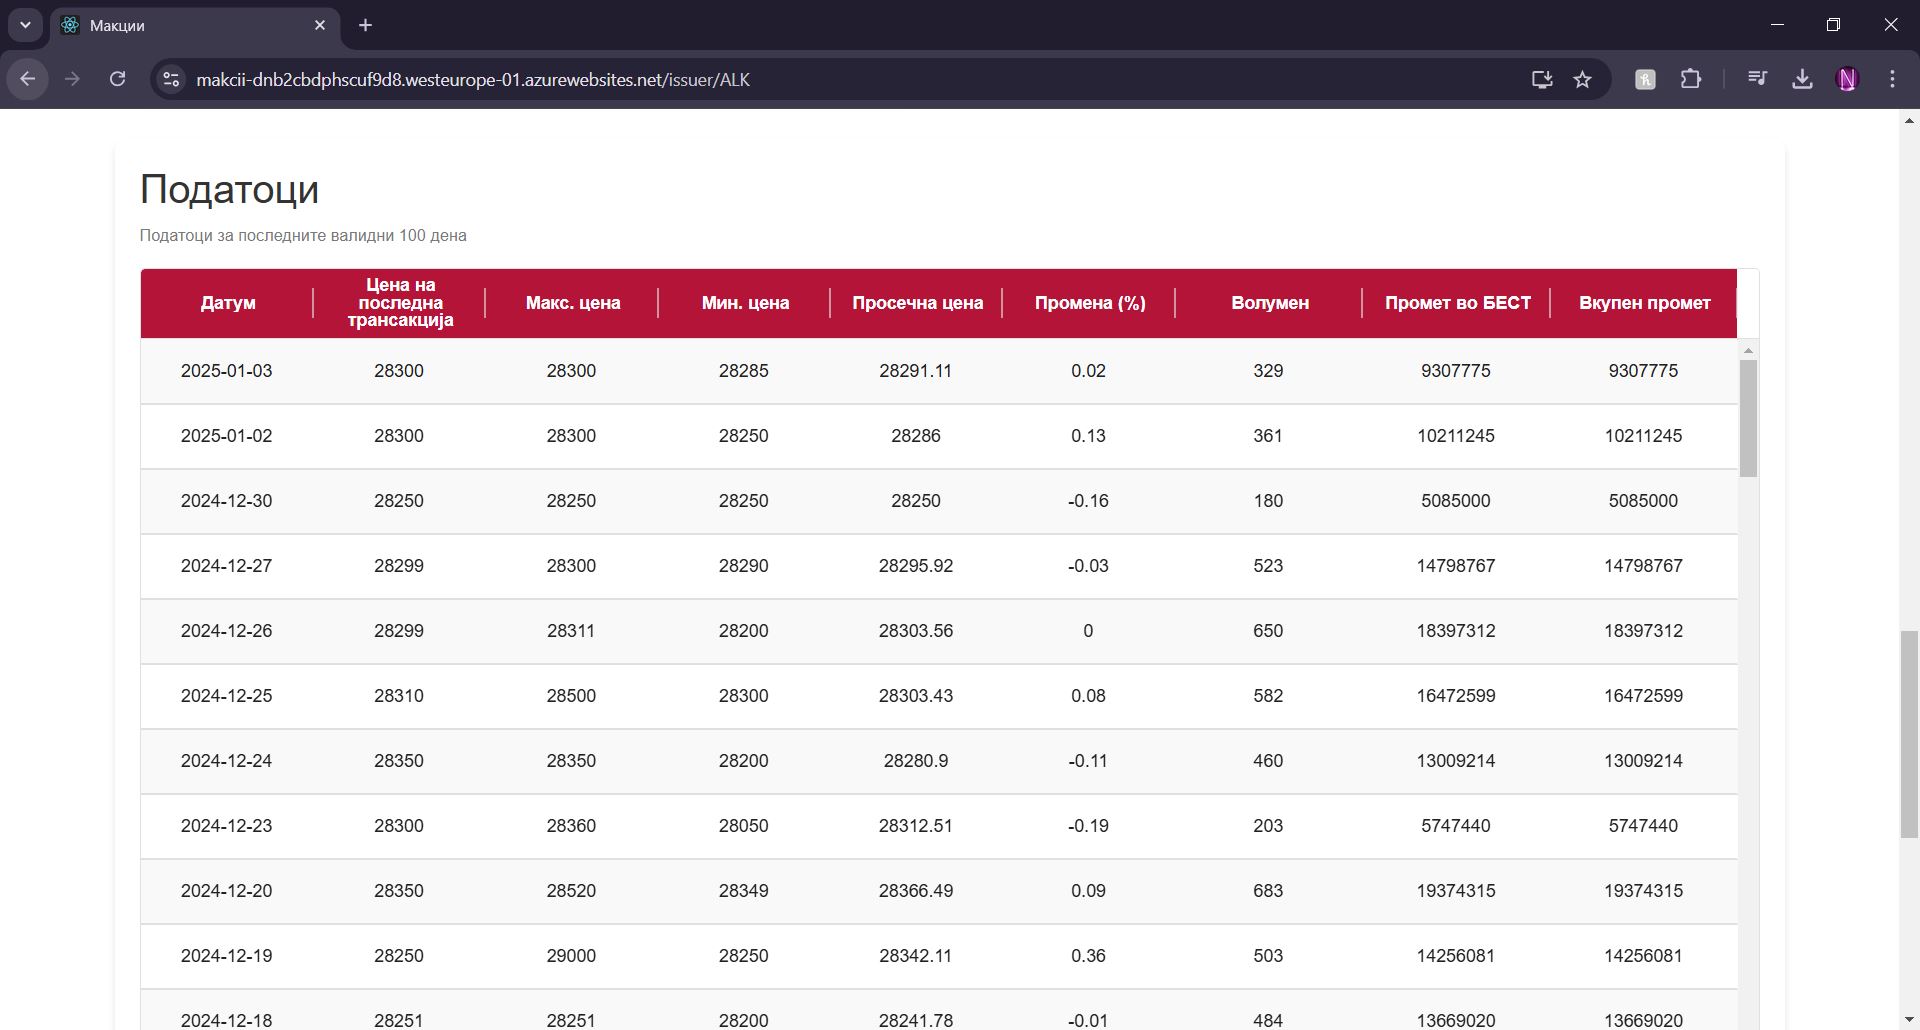 Макции
makcii-dnb2cbdphscuf9d8.westeurope-01.azurewebsites.net/issuer/ALK
N
Податоци
Податоци за последните валидни 100 дена
Датум Цена на последна трансакција Макс. цена Мин. цена Просечна цена Промена (%) Волумен Промет во БЕСТ Вкупен промет
2025-01-03 28300 28300 28285 28291.11 0.02 329 9307775 9307775
2025-01-02 28300 28300 28250 28286 0.13 361 10211245 10211245
2024-12-30 28250 28250 28250 28250 -0.16 180 5085000 5085000
2024-12-27 28299 28300 28290 28295.92 -0.03 523 14798767 14798767
2024-12-26 28299 28311 28200 28303.56 0 650 18397312 18397312
2024-12-25 28310 28500 28300 28303.43 0.08 582 16472599 16472599
2024-12-24 28350 28350 28200 28280.9 -0.11 460 13009214 13009214
2024-12-23 28300 28360 28050 28312.51 -0.19 203 5747440 5747440
2024-12-20 28350 28520 28349 28366.49 0.09 683 19374315 19374315
2024-12-19 28250 29000 28250 28342.11 0.36 503 14256081 14256081
2024-12-18 28251 28251 28200 28241.78 -0.01 484 13669020 13669020